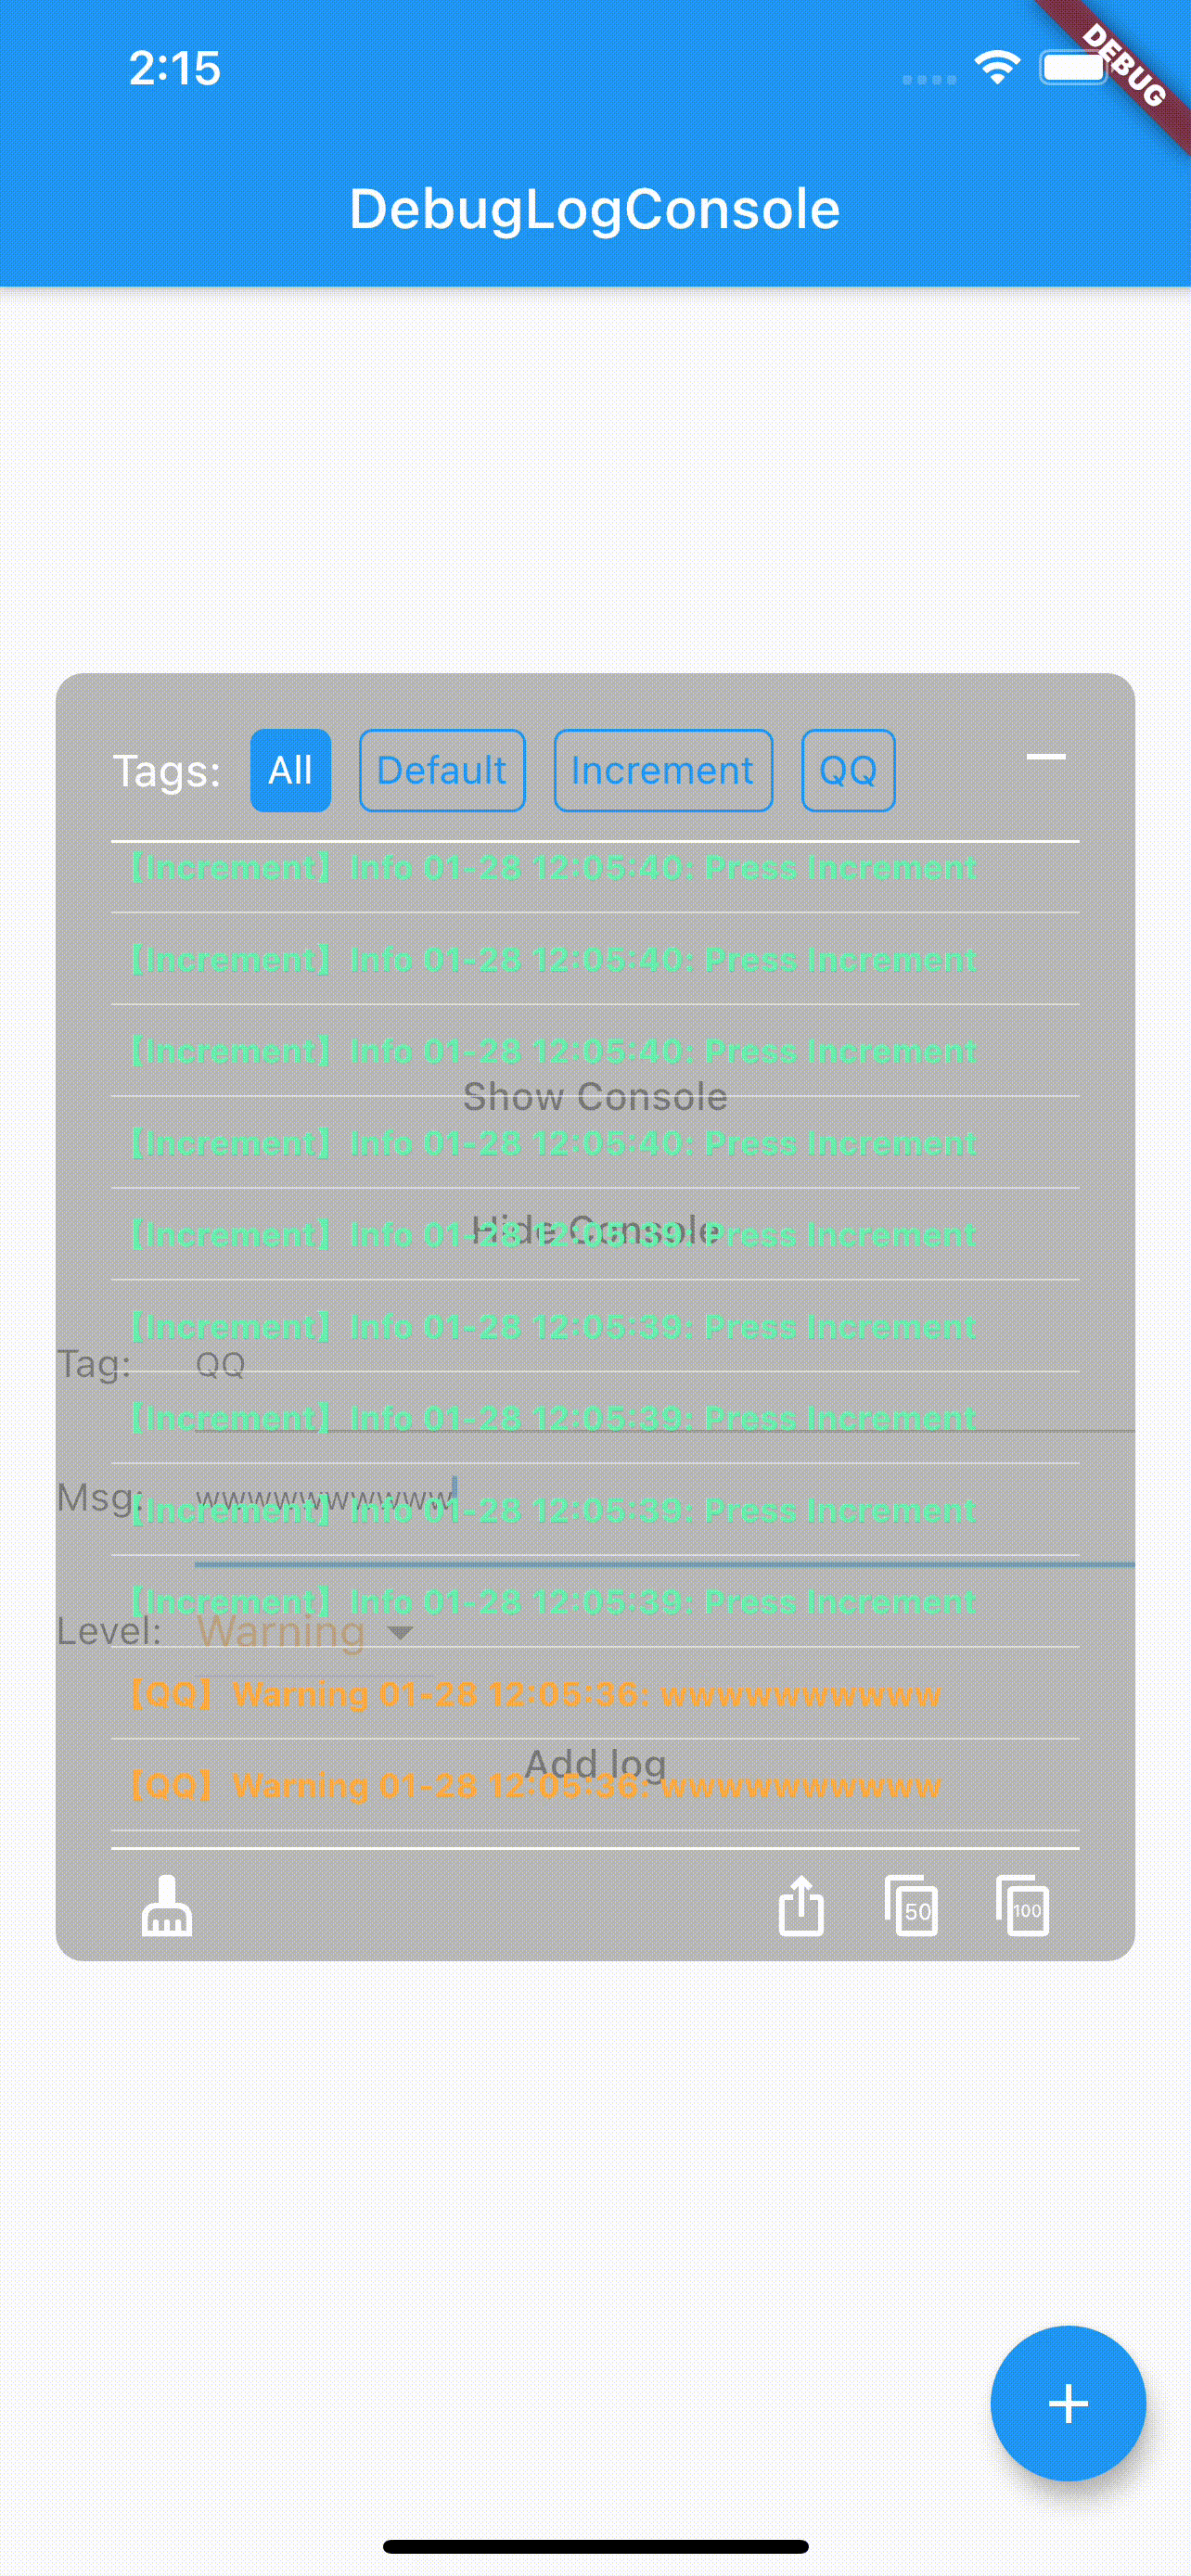 2:15
DEBUG
DebugLogConsole
Tags: All Default Increment QQ
【Increment】 Info 01-28 12:05:40: Press Increment
【Increment】 Info 01-28 12:05:40: Press Increment
【Increment】 Info 01-28 12:05:40: Press Increment
Show Console
【Increment】 Info 01-28 12:05:40: Press Increment
Hide Console
【Increment】 Info 01-28 12:05:39: Press Increment
【Increment】 Info 01-28 12:05:39: Press Increment
Tag: QQ
【Increment】 Info 01-28 12:05:39: Press Increment
Msg: wwwwwwwwww
【Increment】 Info 01-28 12:05:39: Press Increment
【Increment】 Info 01-28 12:05:39: Press Increment
Level: Warning
【QQ】 Warning 01-28 12:05:36: wwwwwwwwww
Add log
【QQ】 Warning 01-28 12:05:36: wwwwwwwwww
50 100